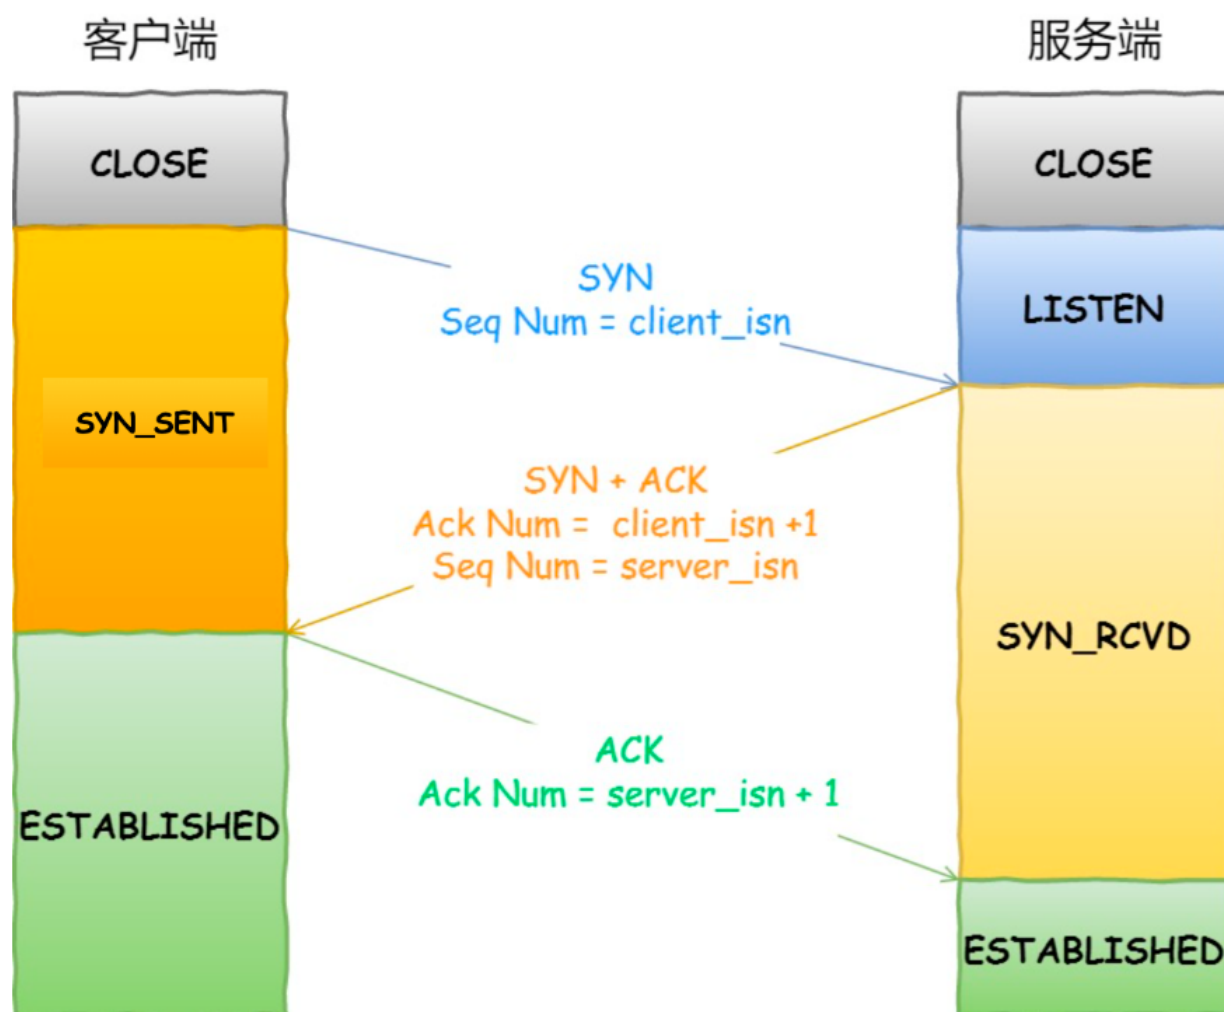 客户端
服务端
CLOSE
CLOSE
SYN
Seq Num = client_isn
LISTEN
SYN_SENT
SYN + ACK
Ack Num = client_isn +1
Seq Num = server_isn
SYN_RCVD
ACK
Ack Num = server_isn + 1
ESTABLISHED
ESTABLISHED